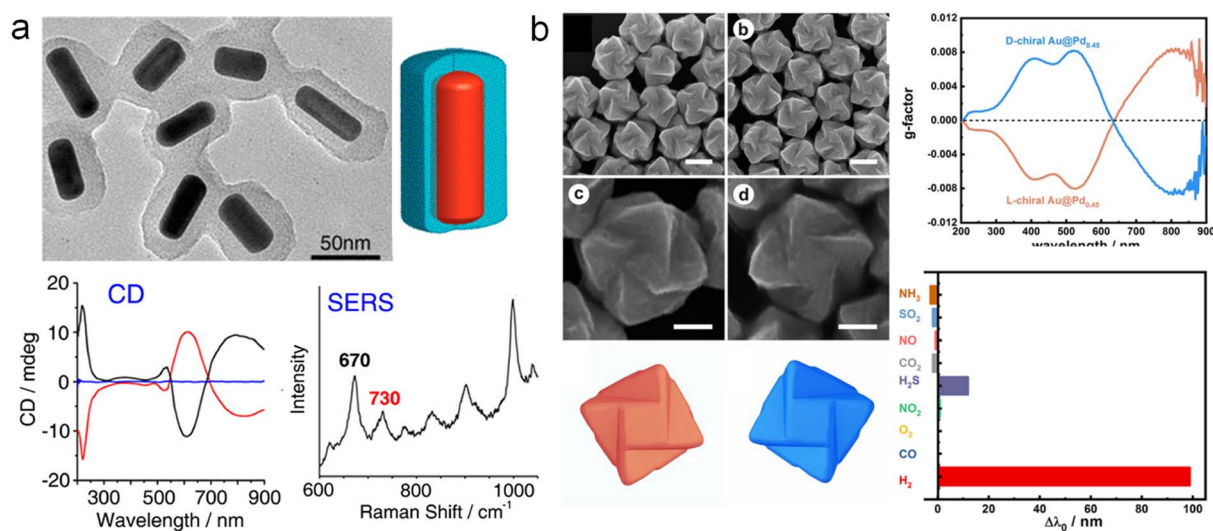 a
50nm
CD
CD / mdeg
20
10
0
-10
-20
300
500
700
900
Wavelength / nm
SERS
Intensity
670
730
600
800
1000
Raman Shift / cm⁻¹
b
a
b
c
d
g-factor
0.012
0.008
0.004
0.000
-0.004
-0.008
-0.012
D-chiral Au@Pd₀.₄₅
L-chiral Au@Pd₀.₄₅
200
300
400
500
600
700
800
900
wavelength / nm
NH₃
SO₂
NO
CO₂
H₂S
NO₂
O₂
CO
H₂
0
20
40
60
80
100
Δλ₀ / nm